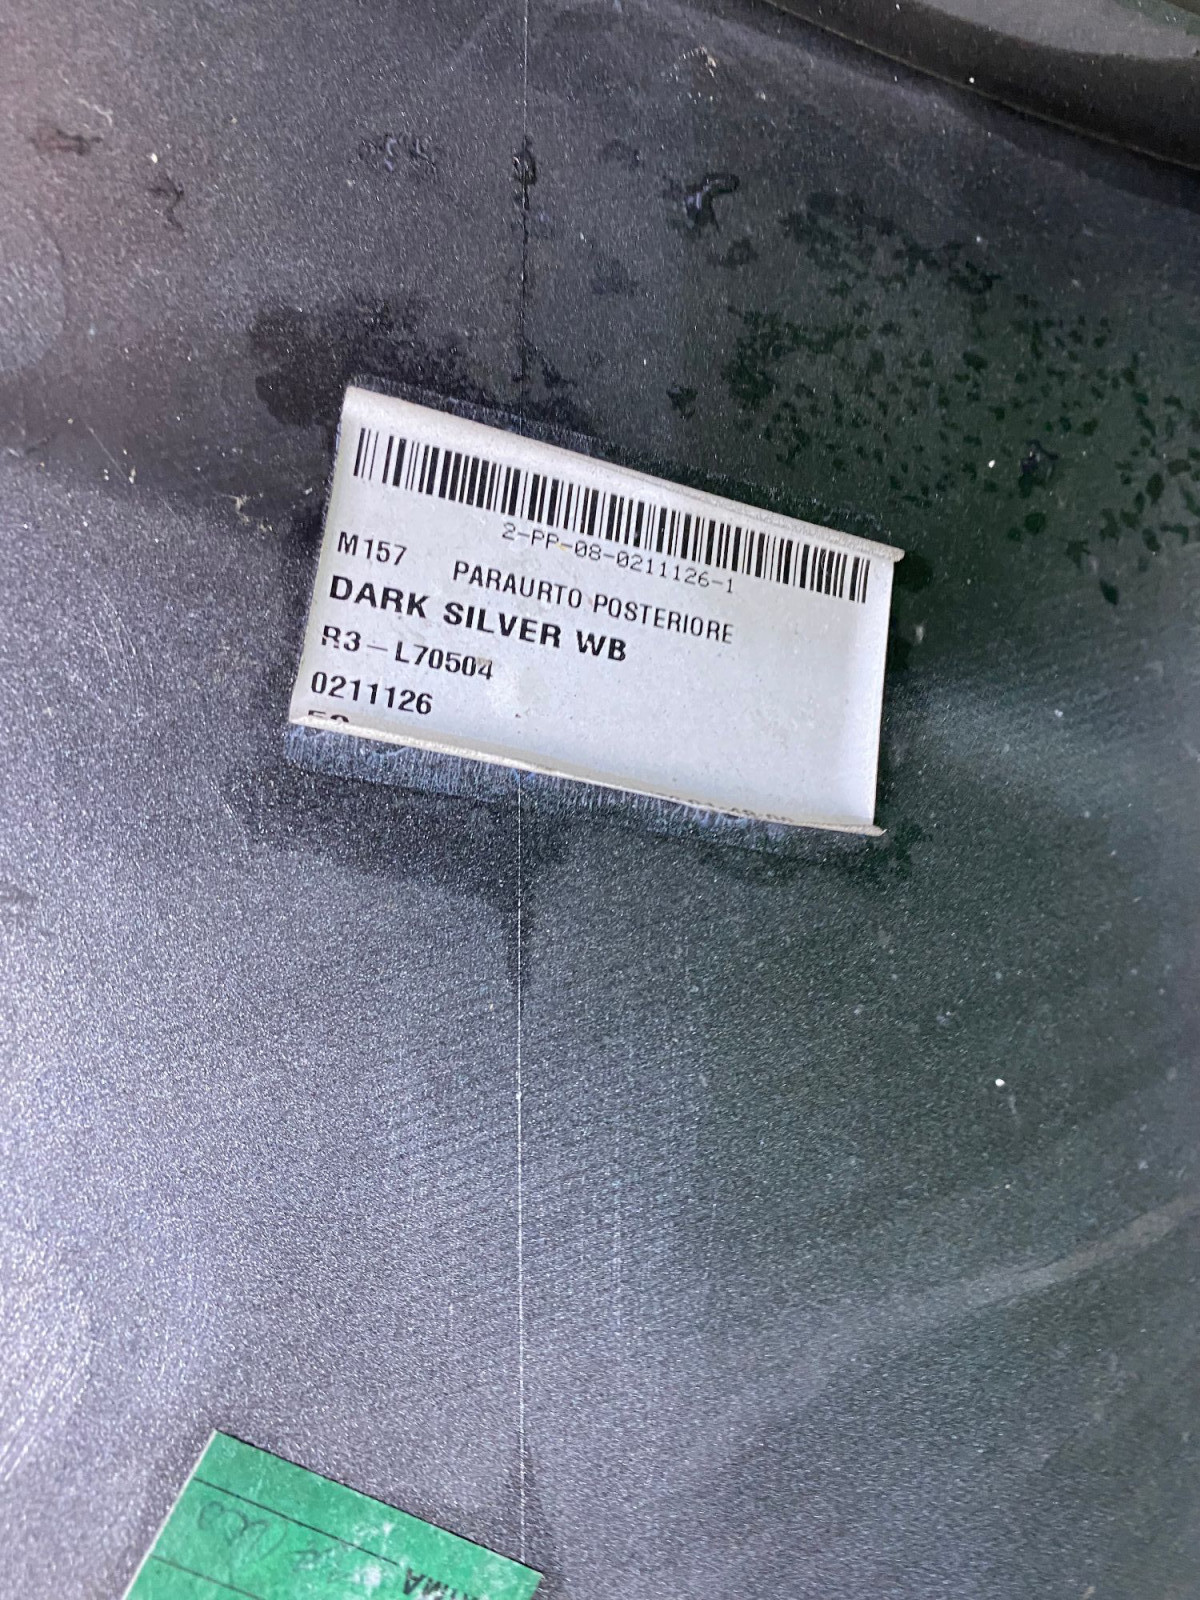 2-PP-08-0211126-1
M157 PARAURTO POSTERIORE
DARK SILVER WB
R3-L70504
0211126